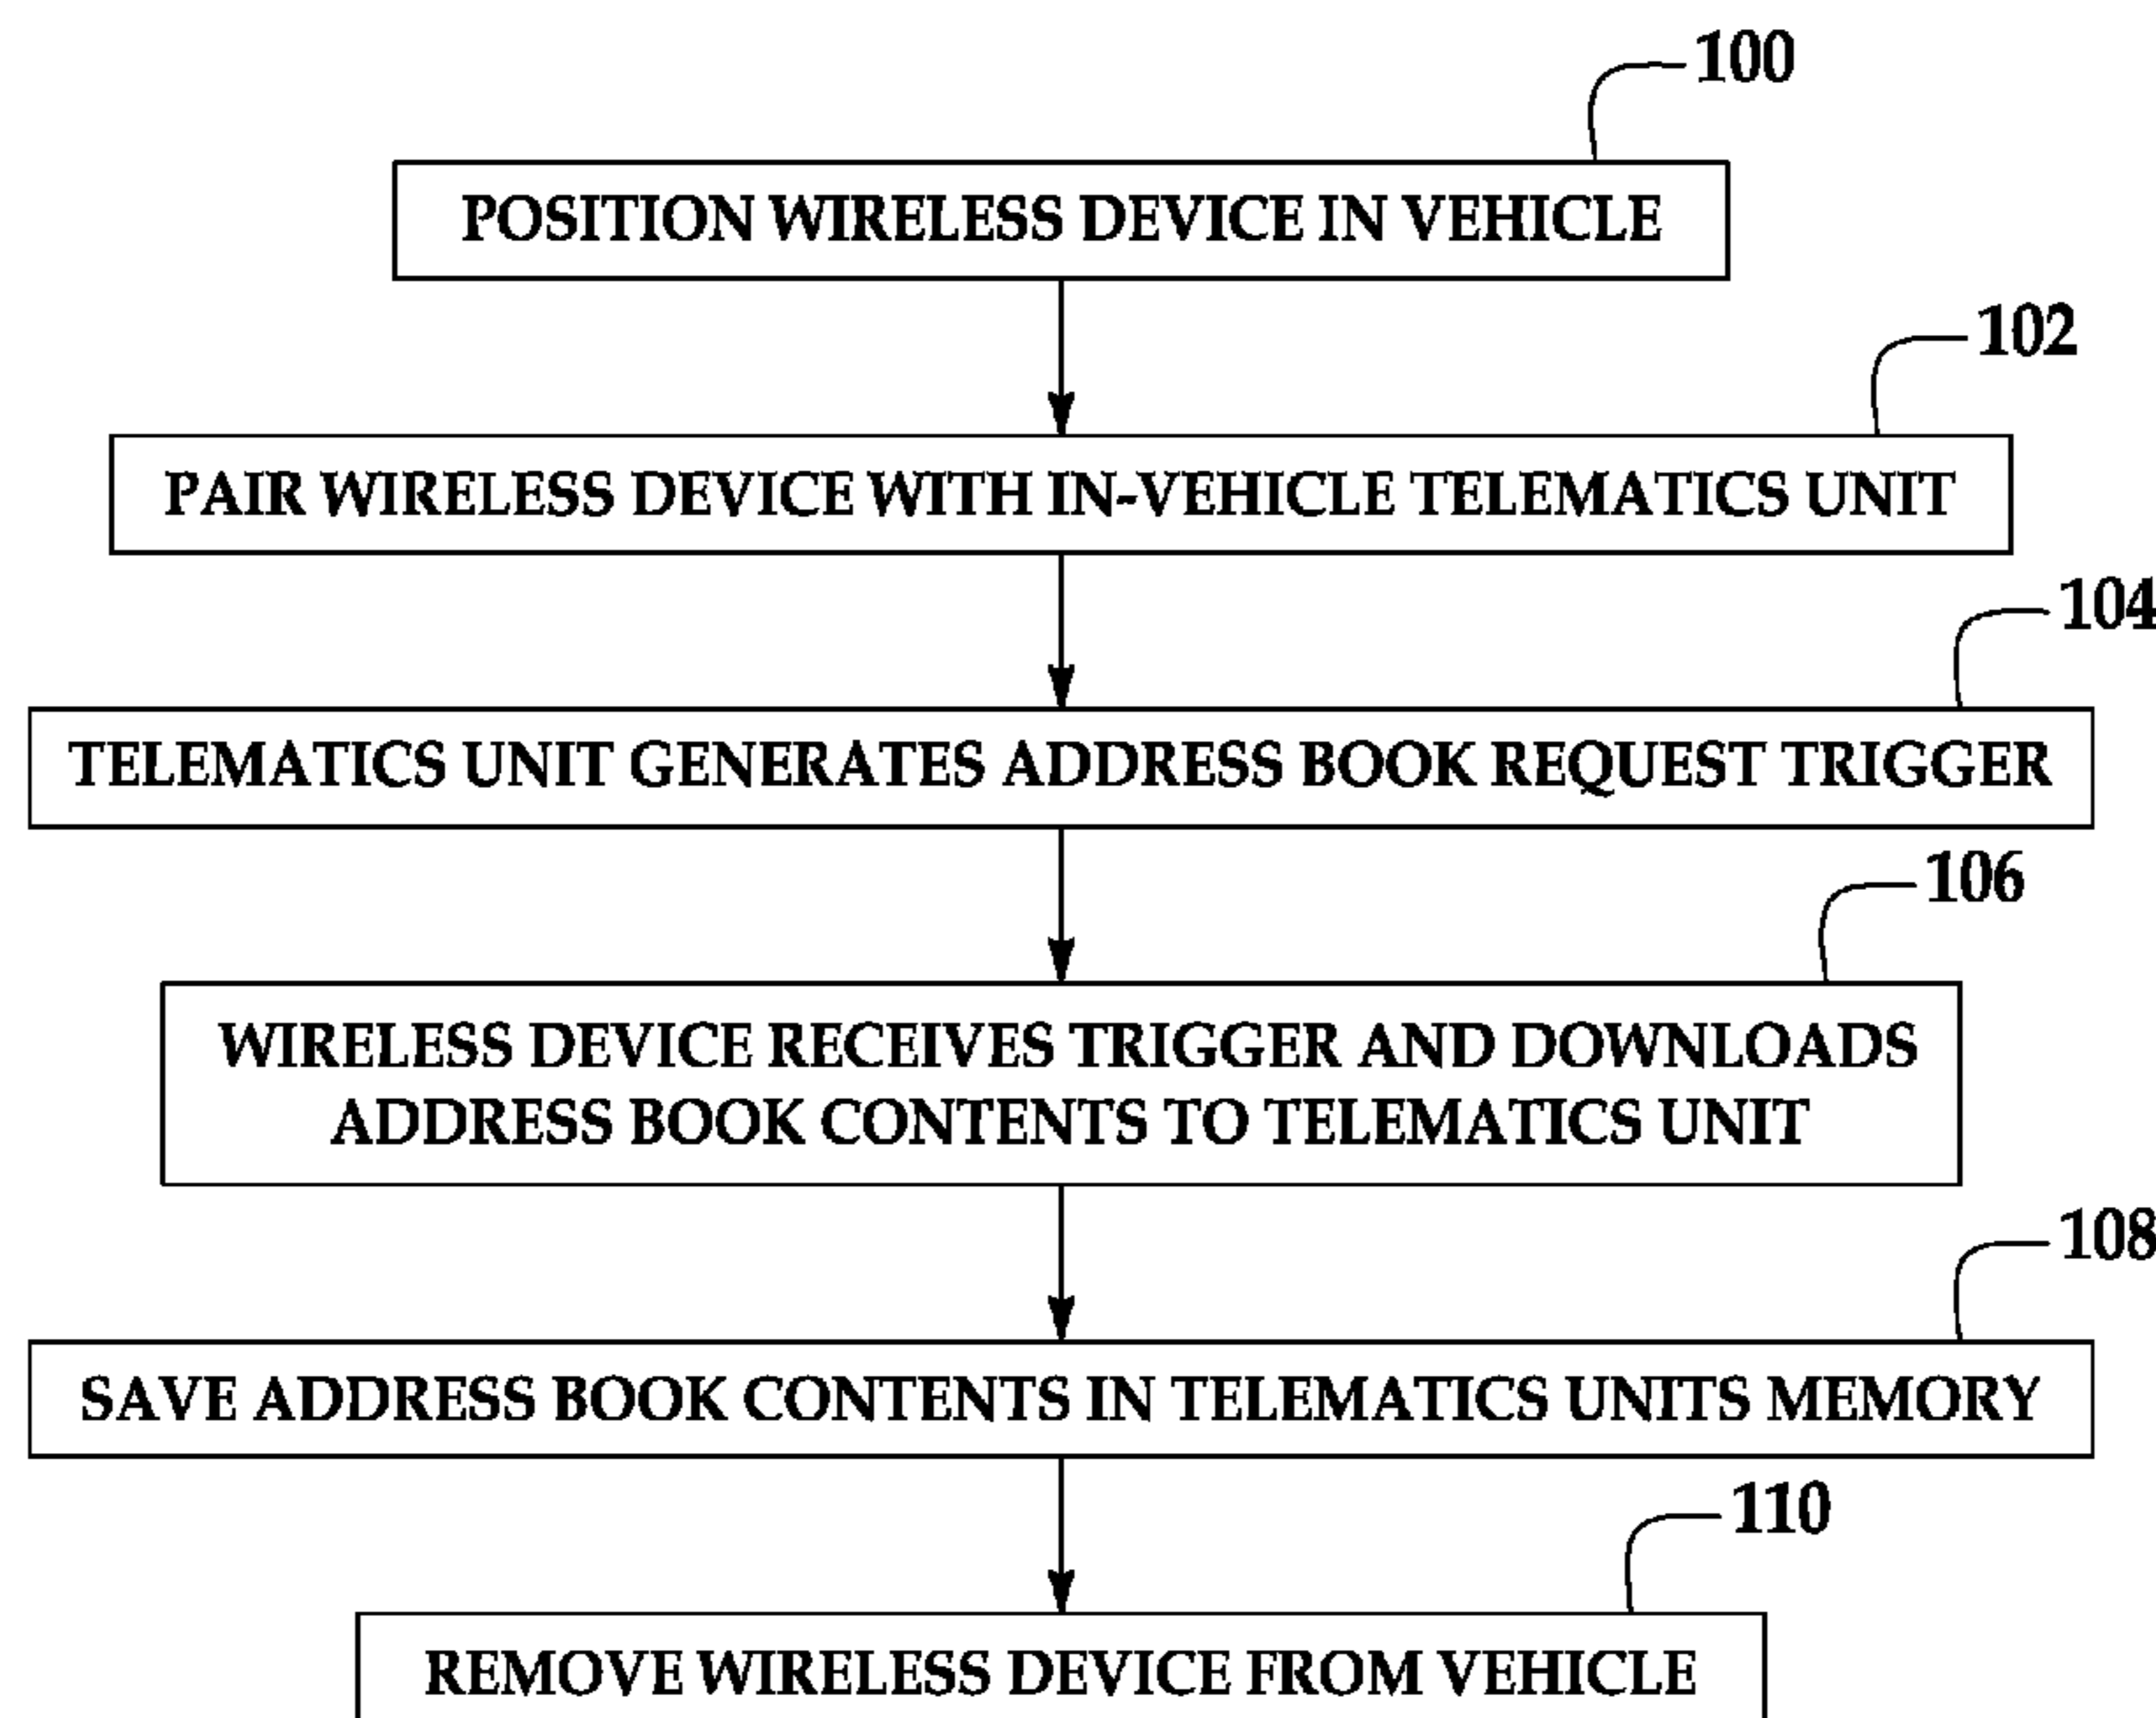 100
POSITION WIRELESS DEVICE IN VEHICLE
102
PAIR WIRELESS DEVICE WITH IN-VEHICLE TELEMATICS UNIT
104
TELEMATICS UNIT GENERATES ADDRESS BOOK REQUEST TRIGGER
106
WIRELESS DEVICE RECEIVES TRIGGER AND DOWNLOADS
ADDRESS BOOK CONTENTS TO TELEMATICS UNIT
108
SAVE ADDRESS BOOK CONTENTS IN TELEMATICS UNITS MEMORY
110
REMOVE WIRELESS DEVICE FROM VEHICLE